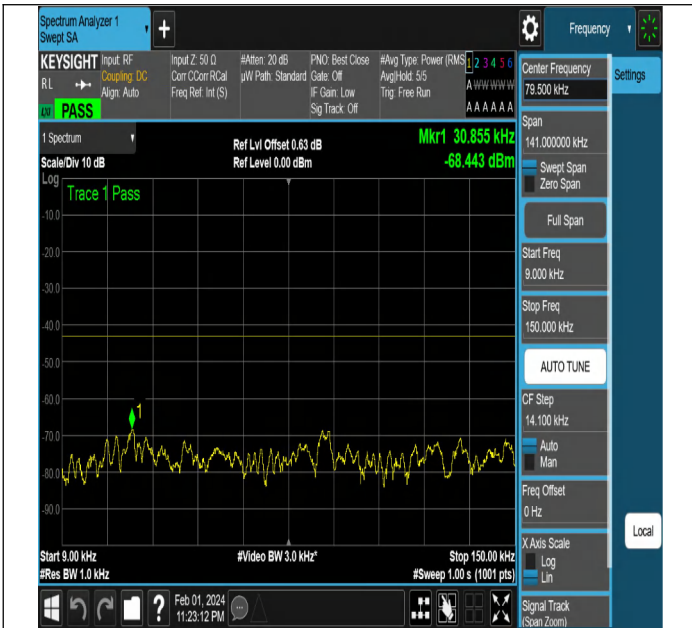 Spectrum Analyzer 1
Swept SA
+
Frequency
KEYSIGHT
R L
LXI
PASS
Input: RF
Coupling: DC
Align: Auto
Input Z: 50 Ω
Corr CCorr RCal
Freq Ref: Int (S)
#Atten: 20 dB
µW Path: Standard
PNO: Best Close
Gate: Off
IF Gain: Low
Sig Track: Off
#Avg Type: Power (RMS
Avg|Hold: 5/5
Trig: Free Run
1 2 3 4 5 6
A W W W W W
A A A A A A
1 Spectrum
Scale/Div 10 dB
Log
Ref Lvl Offset 0.63 dB
Ref Level 0.00 dBm
Mkr1 30.855 kHz
-68.443 dBm
Trace 1 Pass
-10.0
-20.0
-30.0
-40.0
-50.0
-60.0
-70.0
-80.0
-90.0
1
Start 9.00 kHz
#Res BW 1.0 kHz
#Video BW 3.0 kHz*
Stop 150.00 kHz
#Sweep 1.00 s (1001 pts)
Feb 01, 2024
11:23:12 PM
?
Center Frequency
79.500 kHz
Span
141.000000 kHz
Swept Span
Zero Span
Full Span
Start Freq
9.000 kHz
Stop Freq
150.000 kHz
AUTO TUNE
CF Step
14.100 kHz
Auto
Man
Freq Offset
0 Hz
X Axis Scale
Log
Lin
Signal Track
(Span Zoom)
Settings
Local